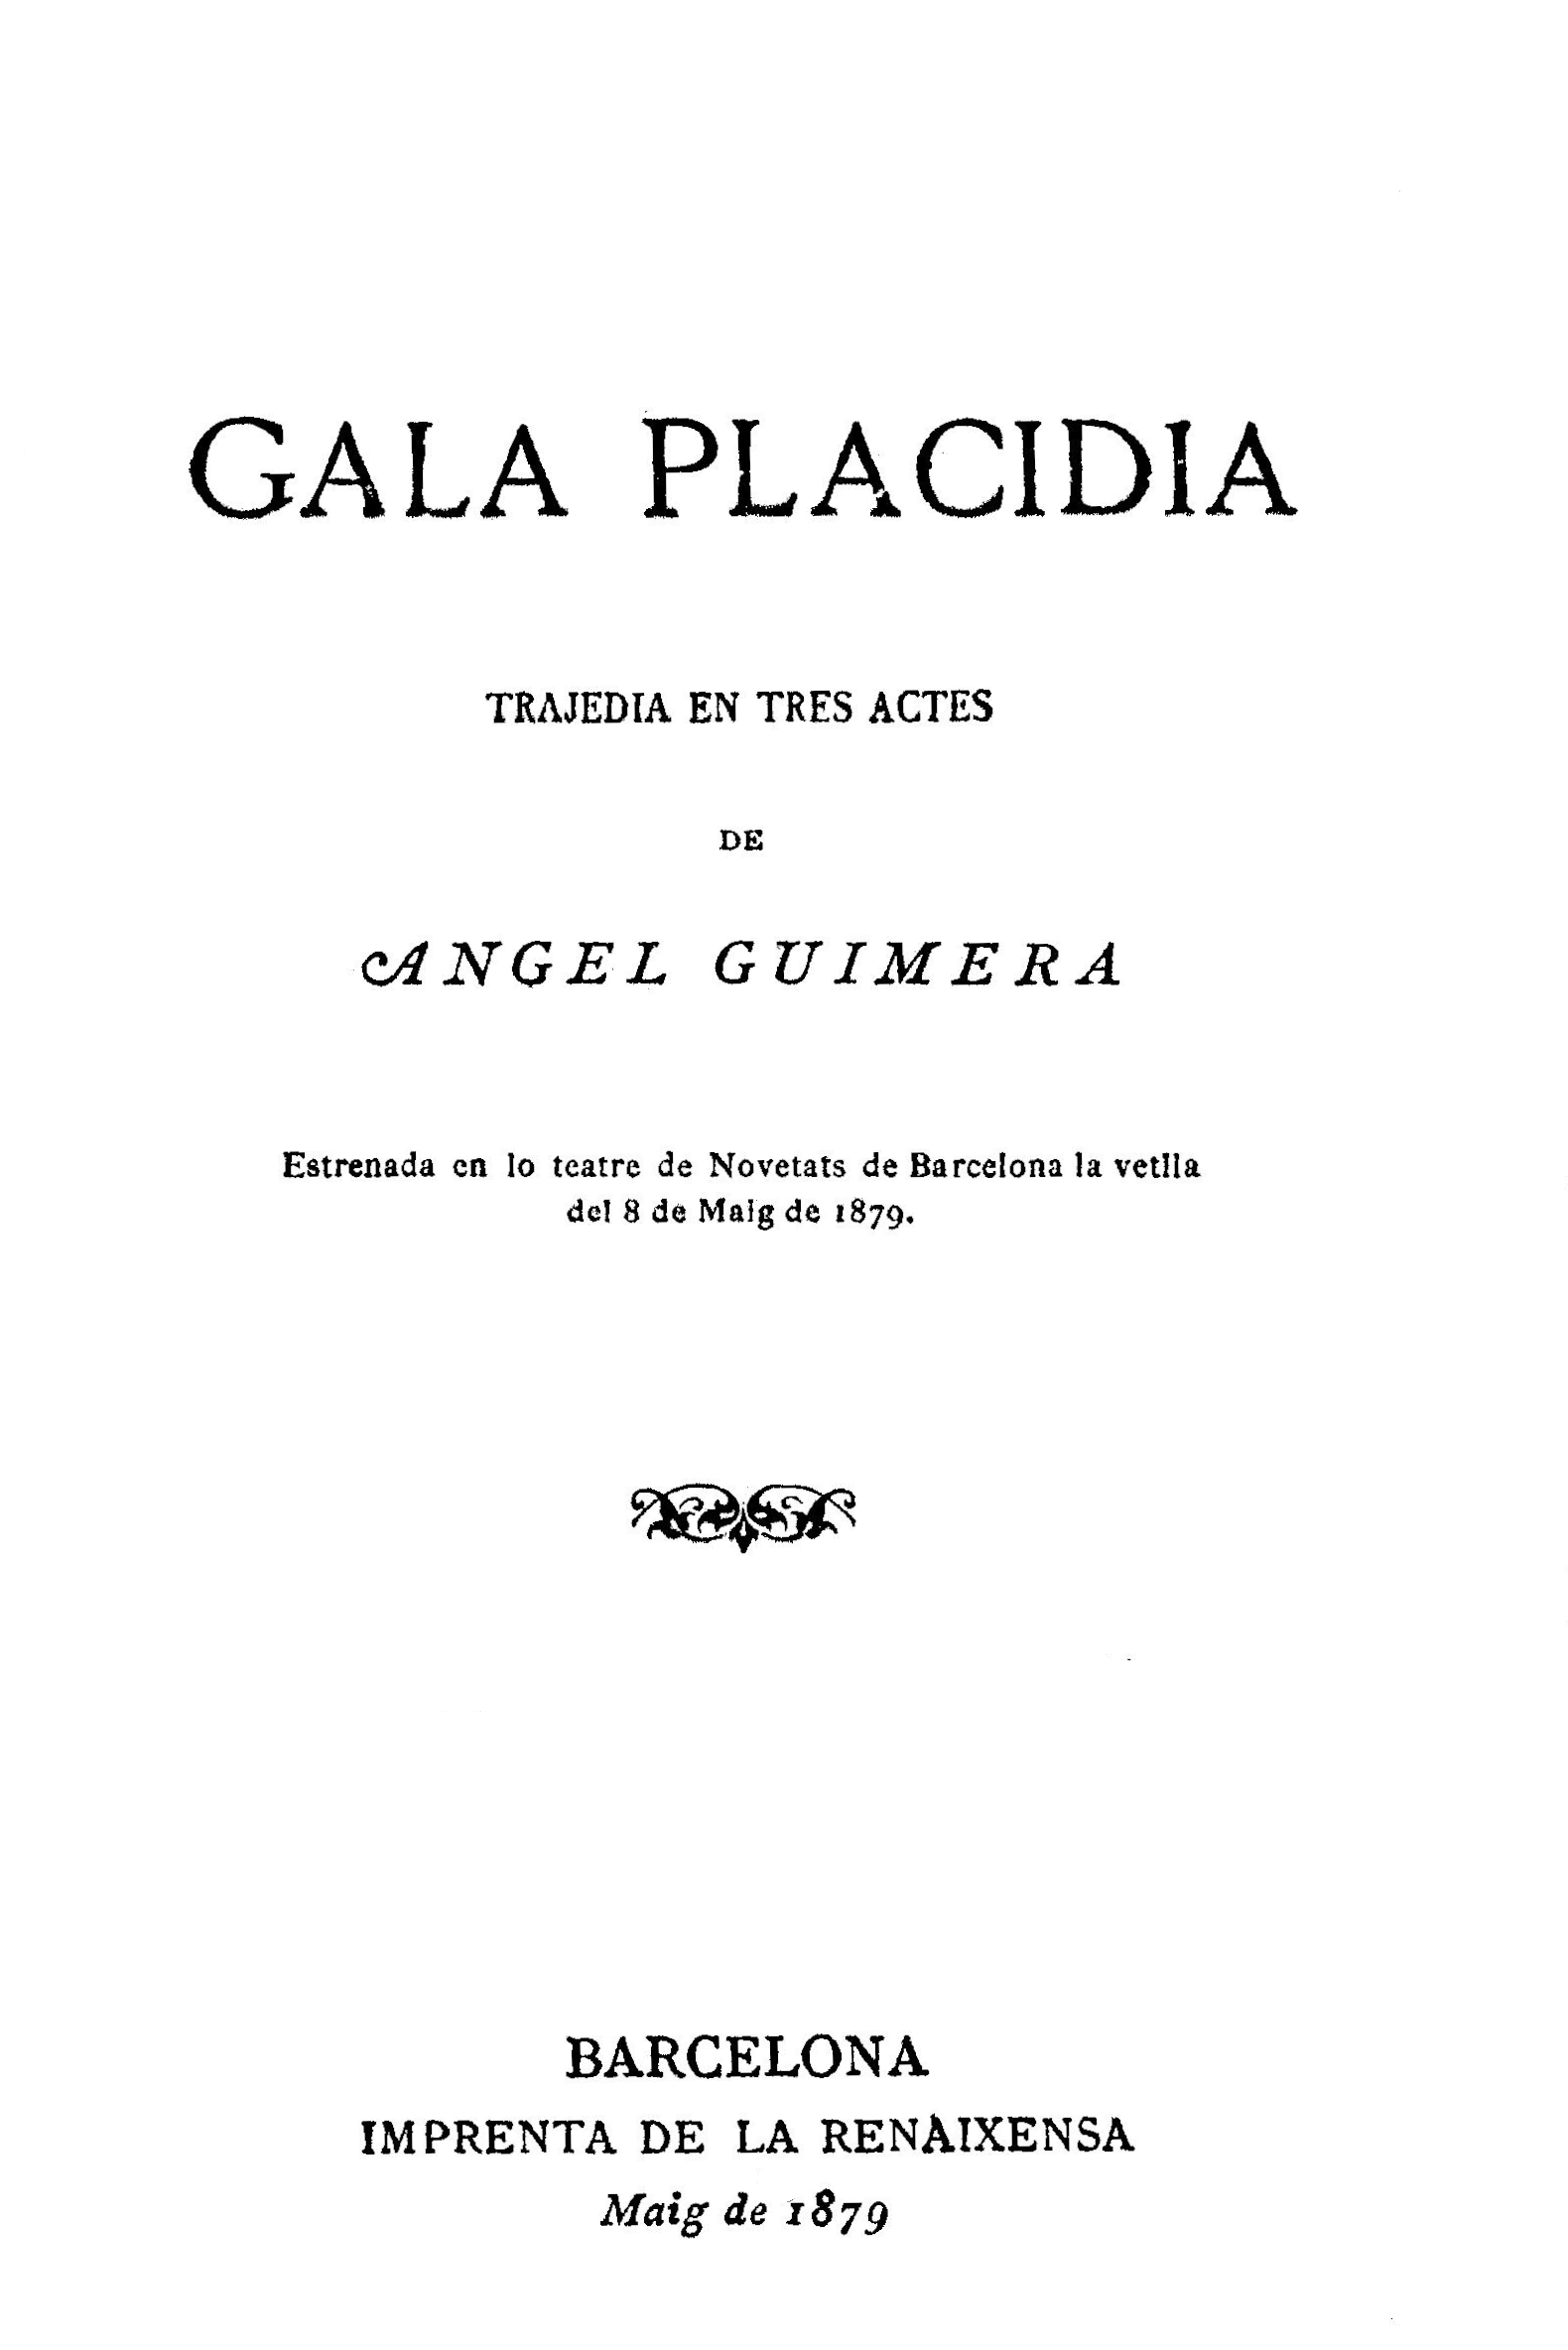 GALA PLACIDIA
TRAJEDIA EN TRES ACTES
DE
ANGEL GUIMERA
Estrenada en lo teatre de Novetats de Barcelona la vetlla
del 8 de Maig de 1879.
BARCELONA
IMPRENTA DE LA RENAIXENSA
Maig de 1879